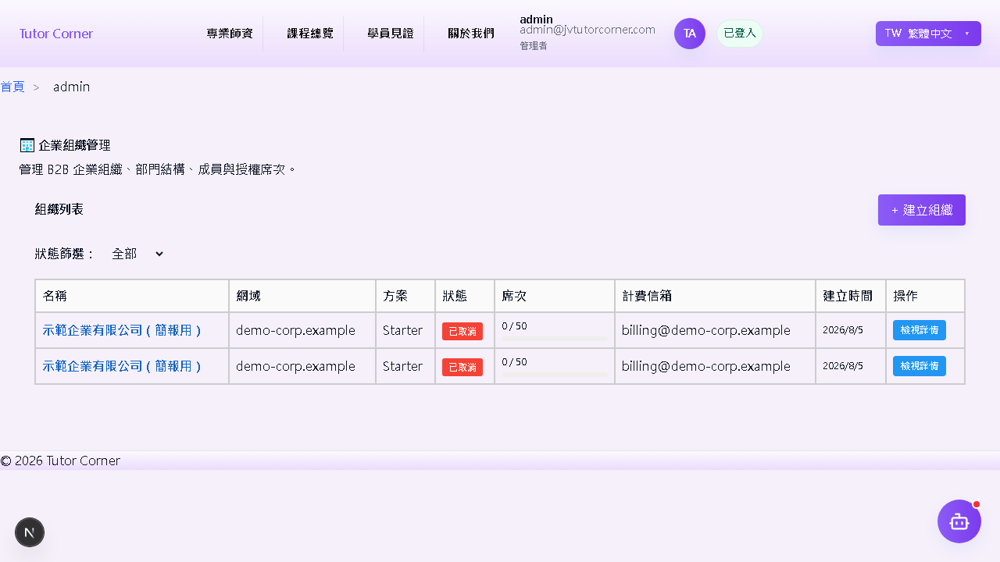 Tutor Corner
專業師資
課程總覽
學員見證
關於我們
admin
admin@jvtutorcorner.com
管理者
TA
已登入
TW 繁體中文 ▼
首頁 > admin
企業組織管理
管理 B2B 企業組織、部門結構、成員與授權席次。
組織列表
+ 建立組織
狀態篩選： 全部
名稱 網域 方案 狀態 席次 計費信箱 建立時間 操作
示範企業有限公司（簡報用） demo-corp.example Starter 已取消 0 / 50 billing@demo-corp.example 2026/8/5 檢視詳情
示範企業有限公司（簡報用） demo-corp.example Starter 已取消 0 / 50 billing@demo-corp.example 2026/8/5 檢視詳情
© 2026 Tutor Corner
N